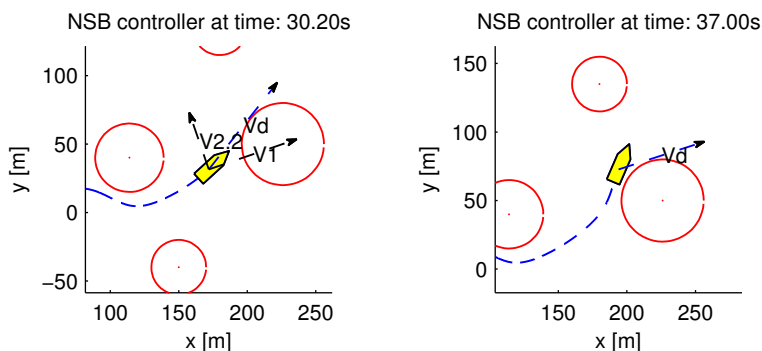 NSB controller at time: 30.20s
100
50
0
−50
y [m]
V2.2
Vd
V1
100
150
200
250
x [m]
NSB controller at time: 37.00s
150
100
50
0
y [m]
Vd
100
150
200
250
x [m]